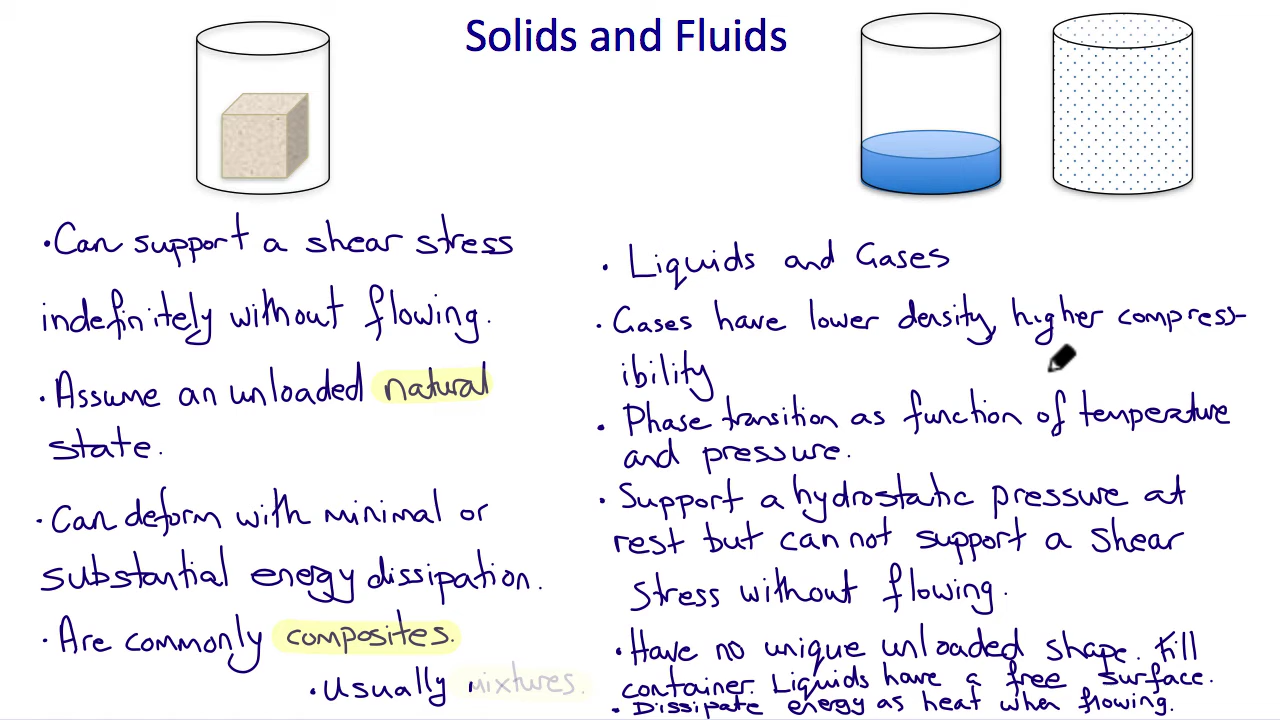 Solids and Fluids
• Can support a shear stress
indefinitely without flowing.
• Assume an unloaded natural
state.
• Can deform with minimal or
substantial energy dissipation.
• Are commonly composites.
• Usually mixtures.
• Liquids and Gases
• Gases have lower density, higher compress-
ibility
• Phase transition as function of temperature
and pressure.
• Support a hydrostatic pressure at
rest but can not support a shear
stress without flowing.
• Have no unique unloaded shape. Fill
container. Liquids have a free surface.
• Dissipate energy as heat when flowing.